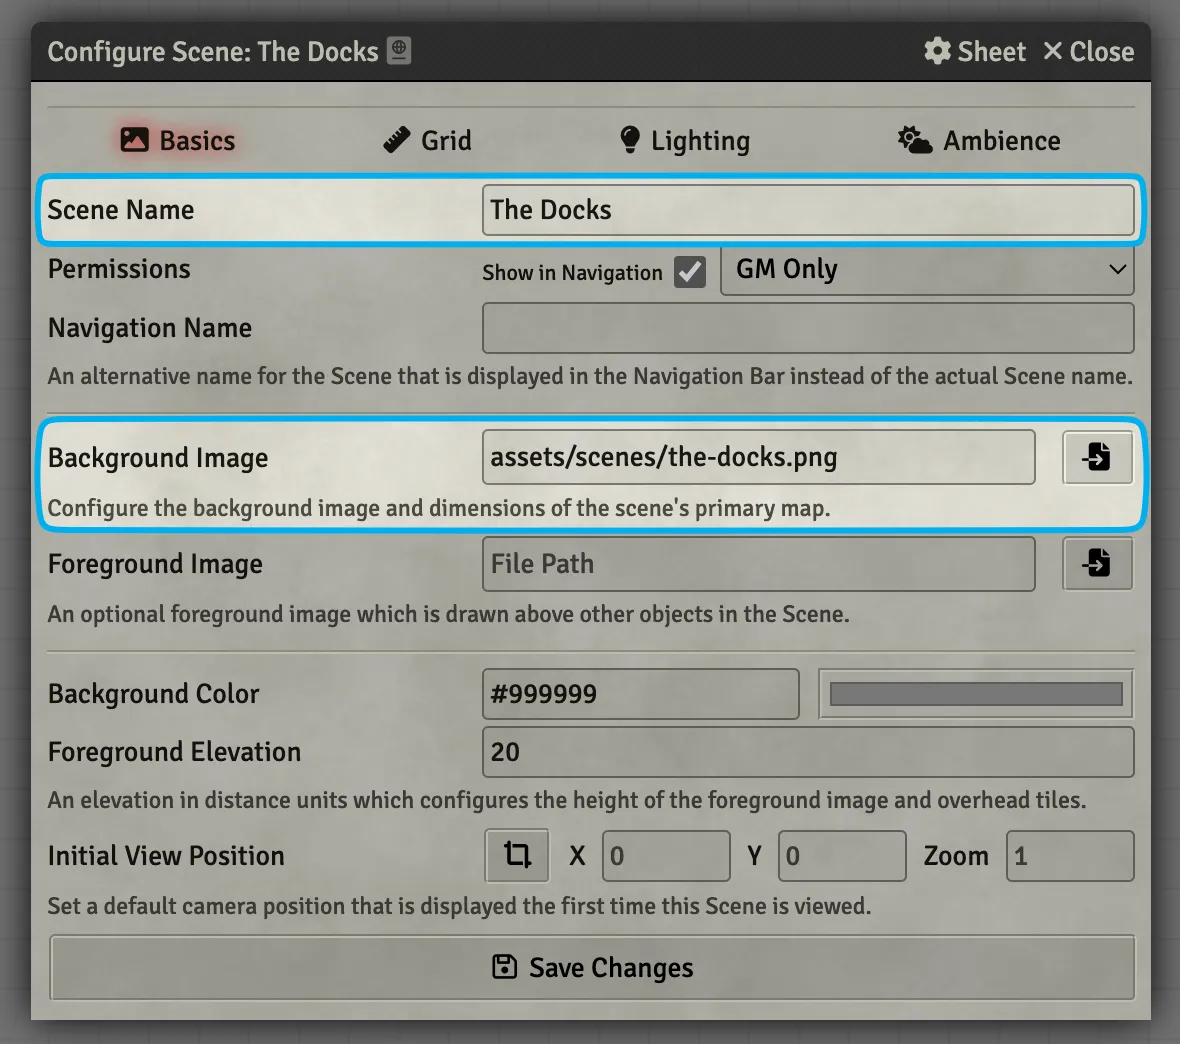 Configure Scene: The Docks
Sheet
Close
Basics
Grid
Lighting
Ambience
Scene Name
The Docks
Permissions
Show in Navigation
GM Only
Navigation Name
An alternative name for the Scene that is displayed in the Navigation Bar instead of the actual Scene name.
Background Image
assets/scenes/the-docks.png
Configure the background image and dimensions of the scene's primary map.
Foreground Image
File Path
An optional foreground image which is drawn above other objects in the Scene.
Background Color
#999999
Foreground Elevation
20
An elevation in distance units which configures the height of the foreground image and overhead tiles.
Initial View Position
X
0
Y
0
Zoom
1
Set a default camera position that is displayed the first time this Scene is viewed.
Save Changes